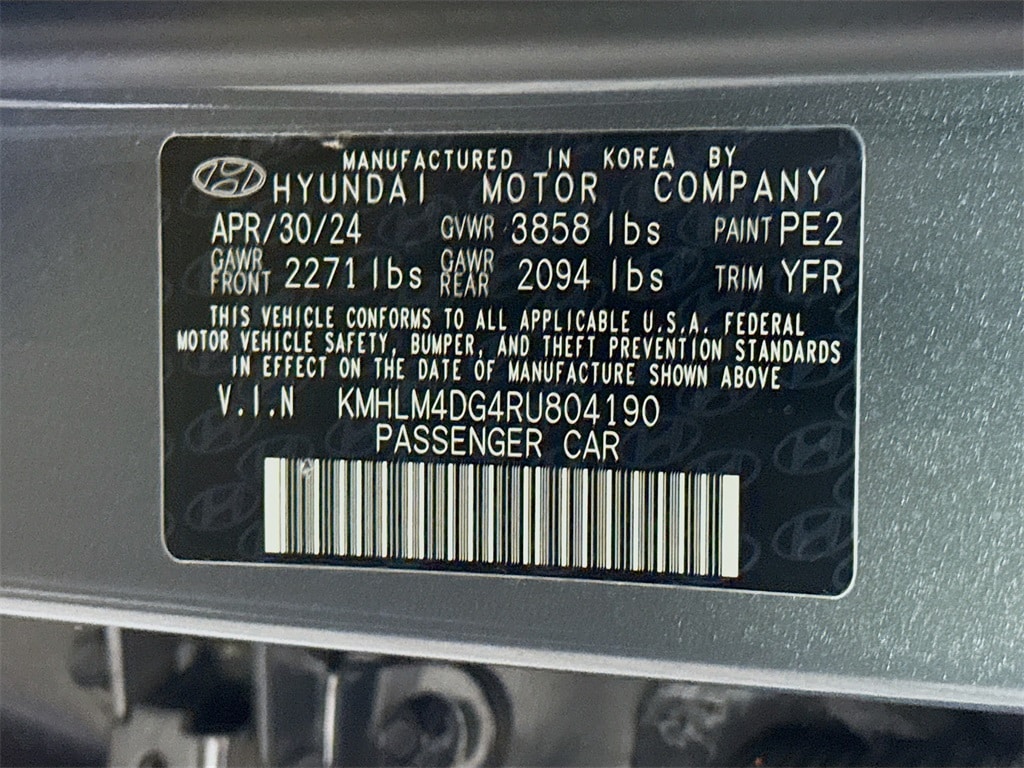 MANUFACTURED IN KOREA BY
HYUNDAI MOTOR COMPANY
APR/30/24 GVWR 3858 lbs PAINT PE2
GAWR FRONT 2271 lbs GAWR REAR 2094 lbs TRIM YFR
THIS VEHICLE CONFORMS TO ALL APPLICABLE U.S.A. FEDERAL
MOTOR VEHICLE SAFETY, BUMPER, AND THEFT PREVENTION STANDARDS
IN EFFECT ON THE DATE OF MANUFACTURE SHOWN ABOVE
V.I.N KMHLM4DG4RU804190
PASSENGER CAR